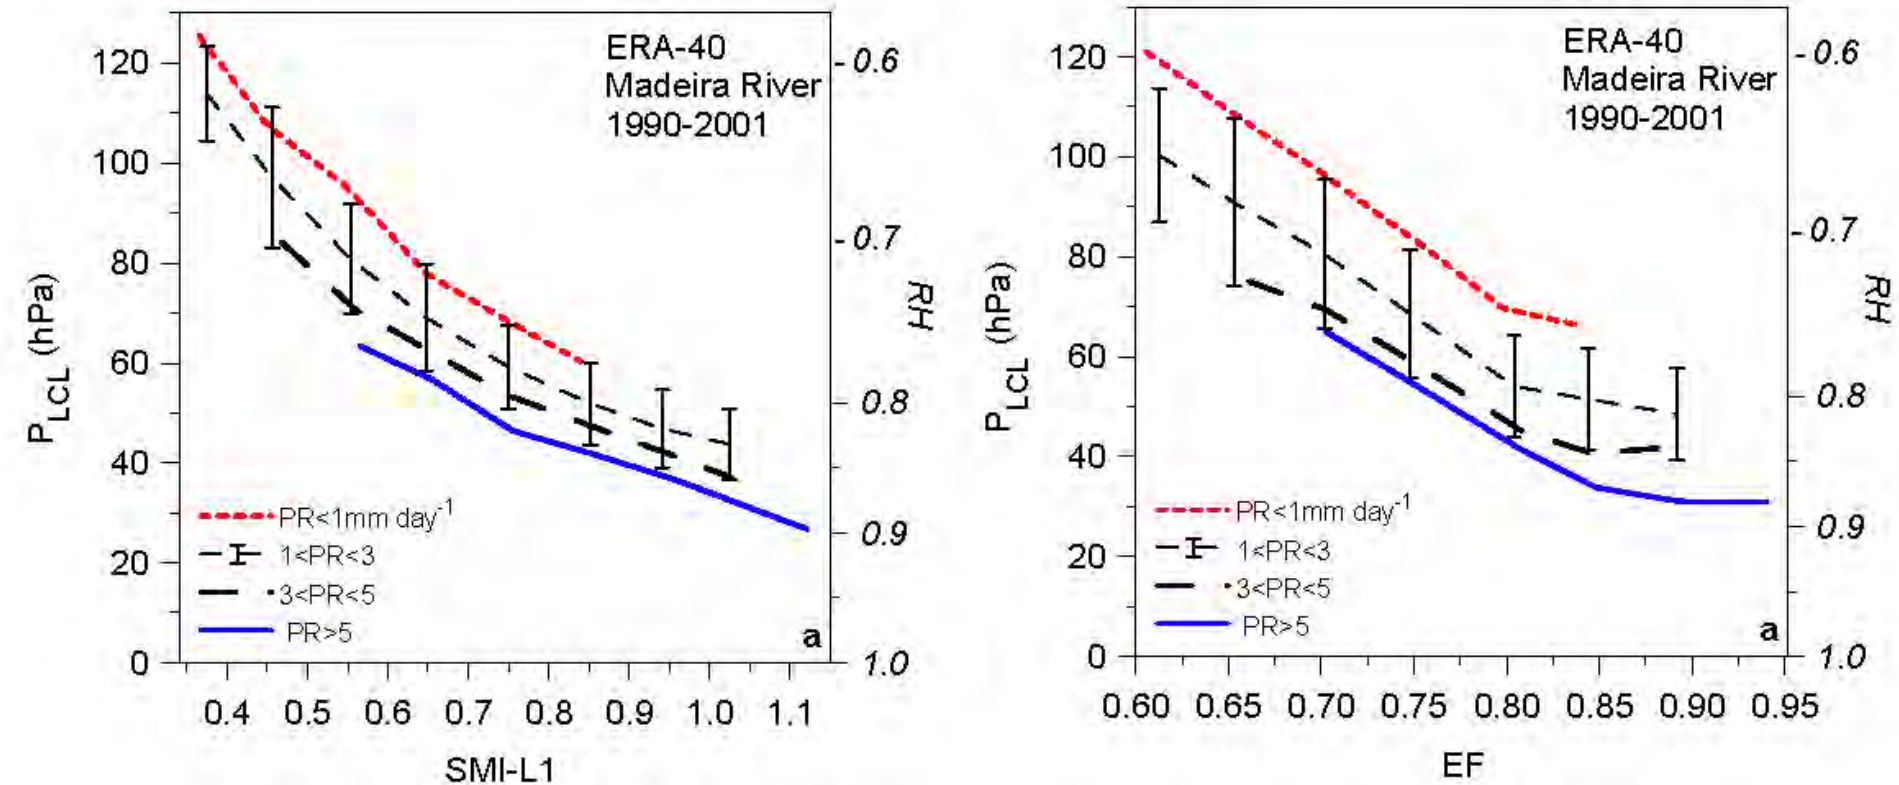 ERA-40
Madeira River
1990-2001
120
100
80
60
40
20
0
P_LCL (hPa)
0.6
0.7
0.8
0.9
1.0
RH
PR<1mm day⁻¹
1<PR<3
3<PR<5
PR>5
a
0.4 0.5 0.6 0.7 0.8 0.9 1.0 1.1
SMI-L1
ERA-40
Madeira River
1990-2001
120
100
80
60
40
20
0
P_LCL (hPa)
0.6
0.7
0.8
0.9
1.0
RH
PR<1mm day⁻¹
1<PR<3
3<PR<5
PR>5
a
0.60 0.65 0.70 0.75 0.80 0.85 0.90 0.95
EF